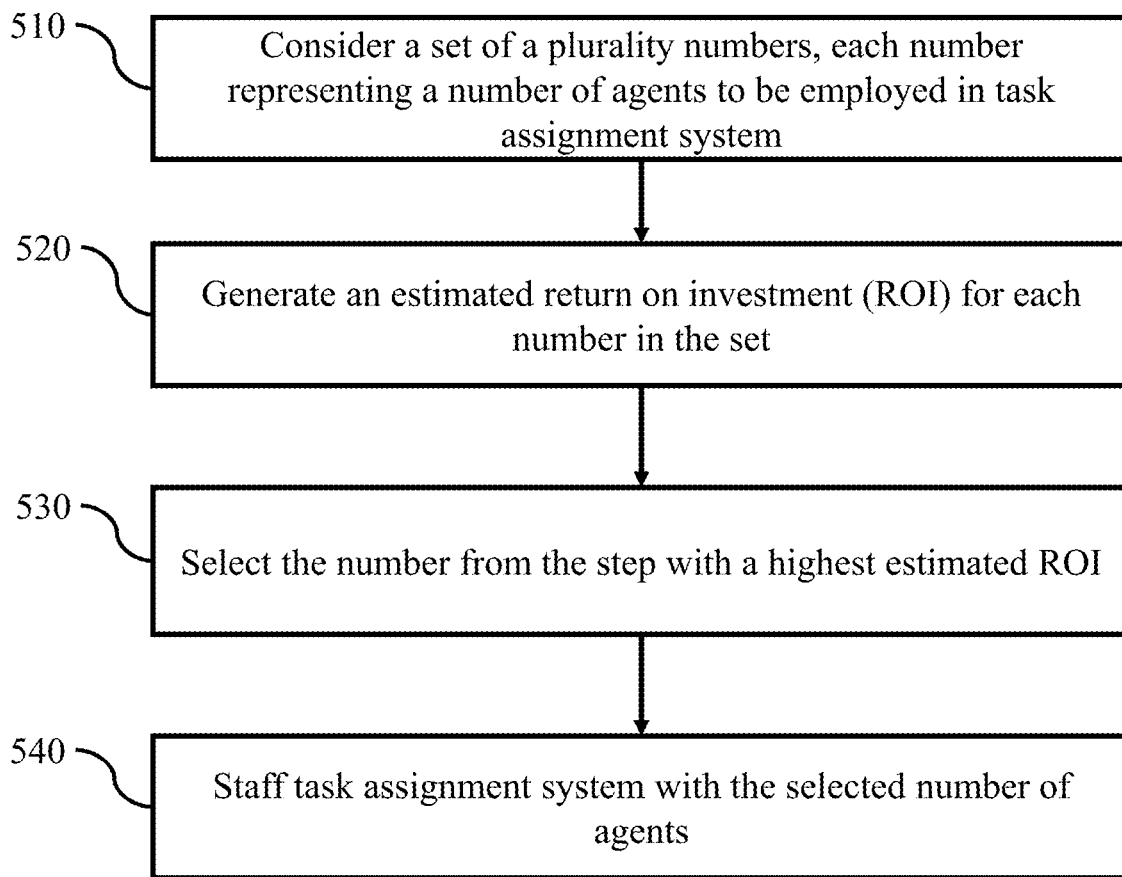 510
Consider a set of a plurality numbers, each number
representing a number of agents to be employed in task
assignment system
520
Generate an estimated return on investment (ROI) for each
number in the set
530
Select the number from the step with a highest estimated ROI
540
Staff task assignment system with the selected number of
agents